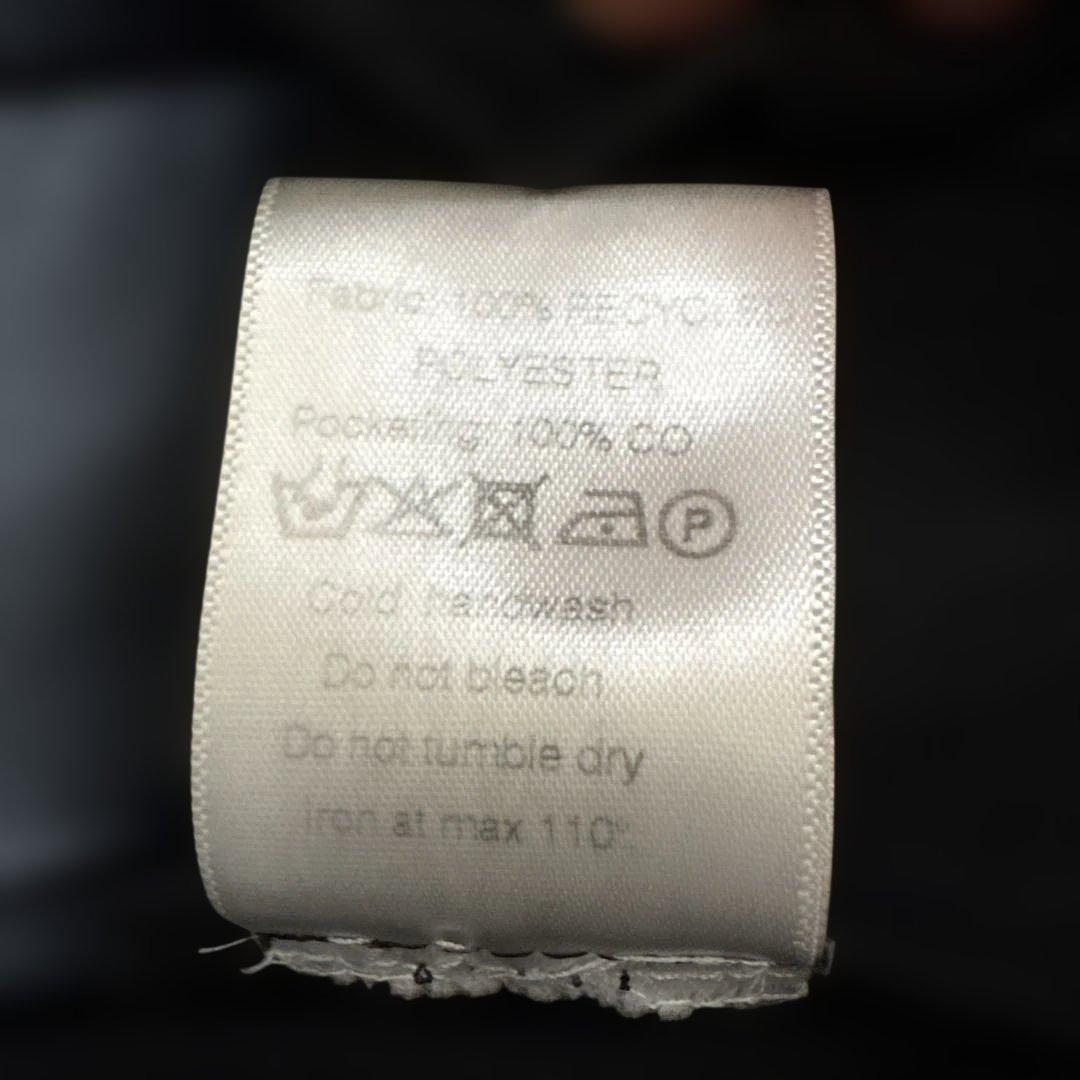 Fabric: 100% RECYC
POLYESTER
Pocketing: 100% CO
P
Cold handwash
Do not bleach
Do not tumble dry
Iron at max 110°